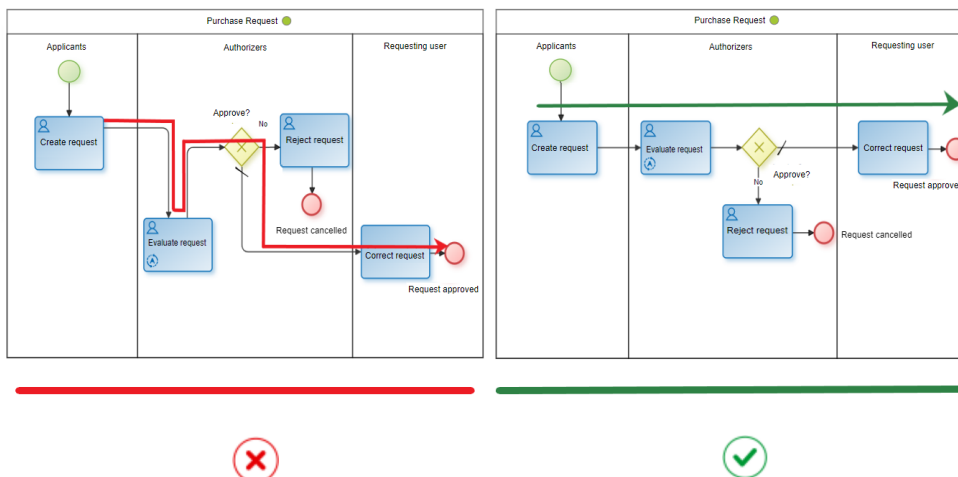 Purchase Request
Applicants
Authorizers
Requesting user
Create request
Approve?
No
Reject request
Request cancelled
A
Evaluate request
Correct request
Request approved
Purchase Request
Applicants
Authorizers
Requesting user
Create request
Evaluate request
A
Approve?
No
Correct request
Request approve
Reject request
Request cancelled